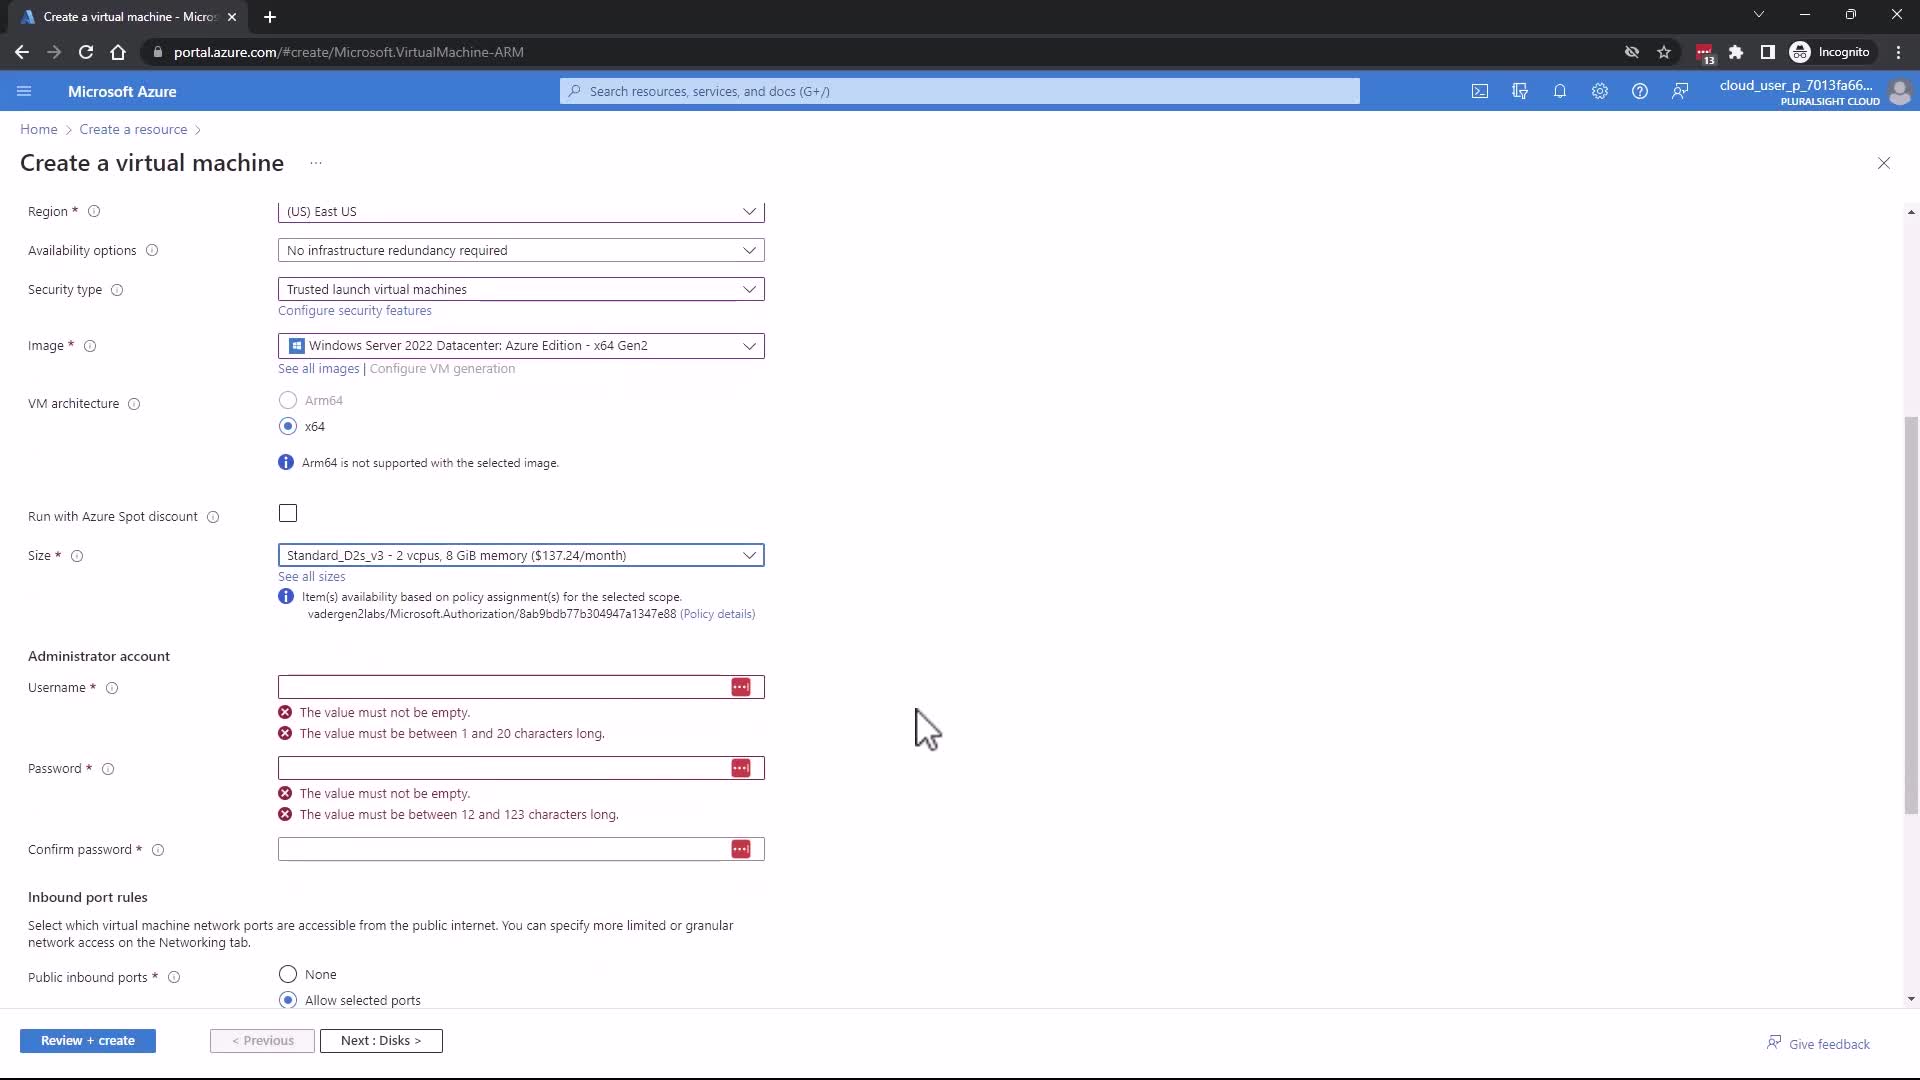 Create a virtual machine - Micros
portal.azure.com/#create/Microsoft.VirtualMachine-ARM
13
Incognito
Microsoft Azure
Search resources, services, and docs (G+/)
cloud_user_p_7013fa66...
PLURALSIGHT CLOUD
Home > Create a resource >
Create a virtual machine ...
Region *
(US) East US
Availability options
No infrastructure redundancy required
Security type
Trusted launch virtual machines
Configure security features
Image *
Windows Server 2022 Datacenter: Azure Edition - x64 Gen2
See all images | Configure VM generation
VM architecture
Arm64
x64
Arm64 is not supported with the selected image.
Run with Azure Spot discount
Size *
Standard_D2s_v3 - 2 vcpus, 8 GiB memory ($137.24/month)
See all sizes
Item(s) availability based on policy assignment(s) for the selected scope.
vadergen2labs/Microsoft.Authorization/8ab9bdb77b304947a1347e88 (Policy details)
Administrator account
Username *
The value must not be empty.
The value must be between 1 and 20 characters long.
Password *
The value must not be empty.
The value must be between 12 and 123 characters long.
Confirm password *
Inbound port rules
Select which virtual machine network ports are accessible from the public internet. You can specify more limited or granular
network access on the Networking tab.
Public inbound ports *
None
Allow selected ports
Review + create
< Previous
Next : Disks >
Give feedback